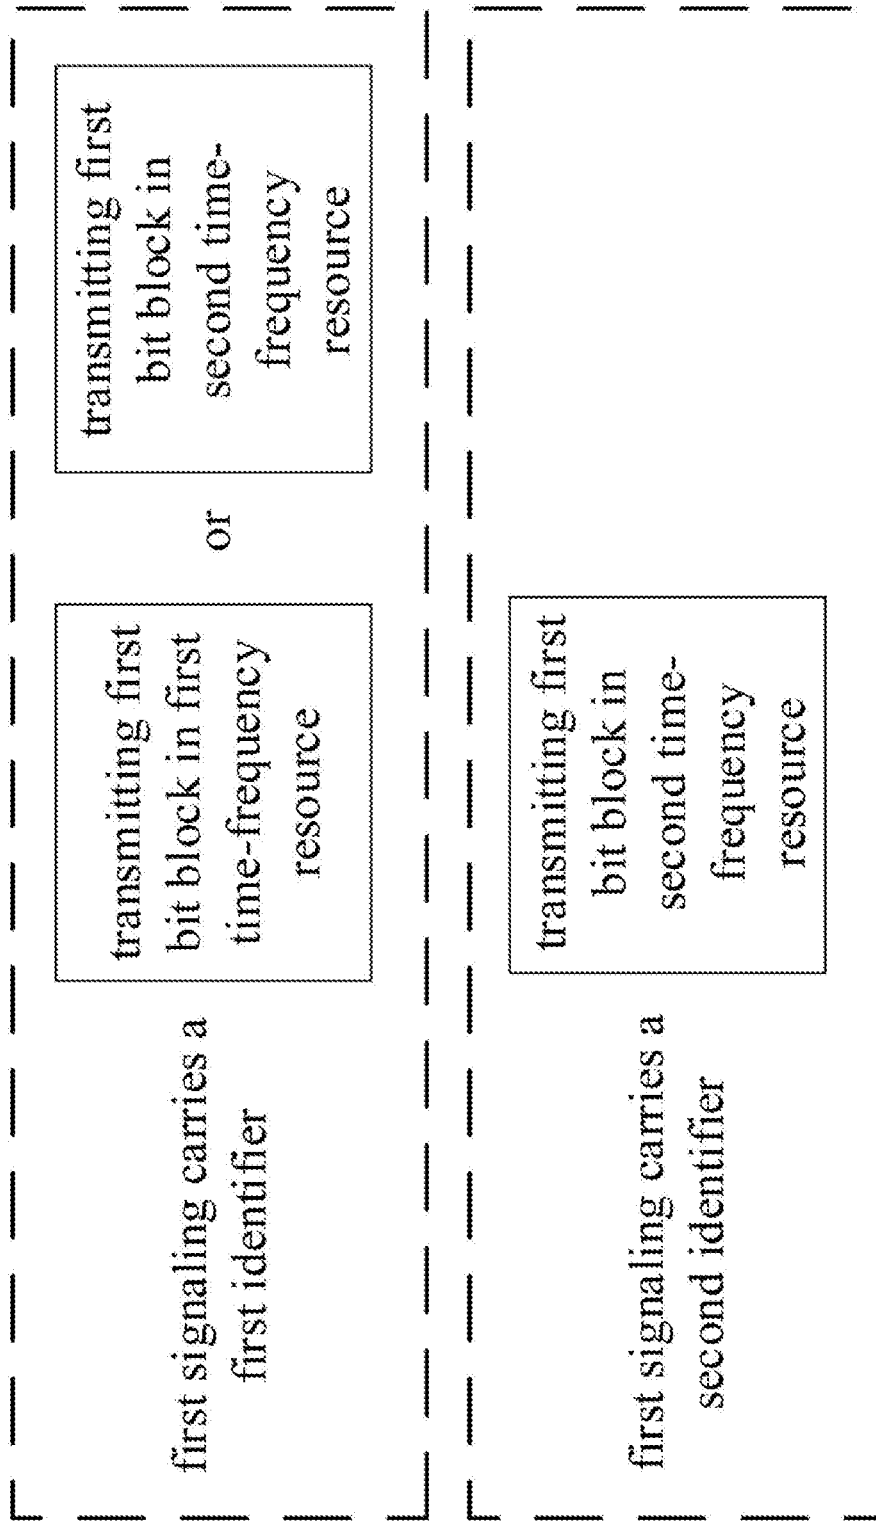 first signaling carries a
first identifier
transmitting first
bit block in first
time-frequency
resource
or
transmitting first
bit block in
second time-
frequency
resource
first signaling carries a
second identifier
transmitting first
bit block in
second time-
frequency
resource